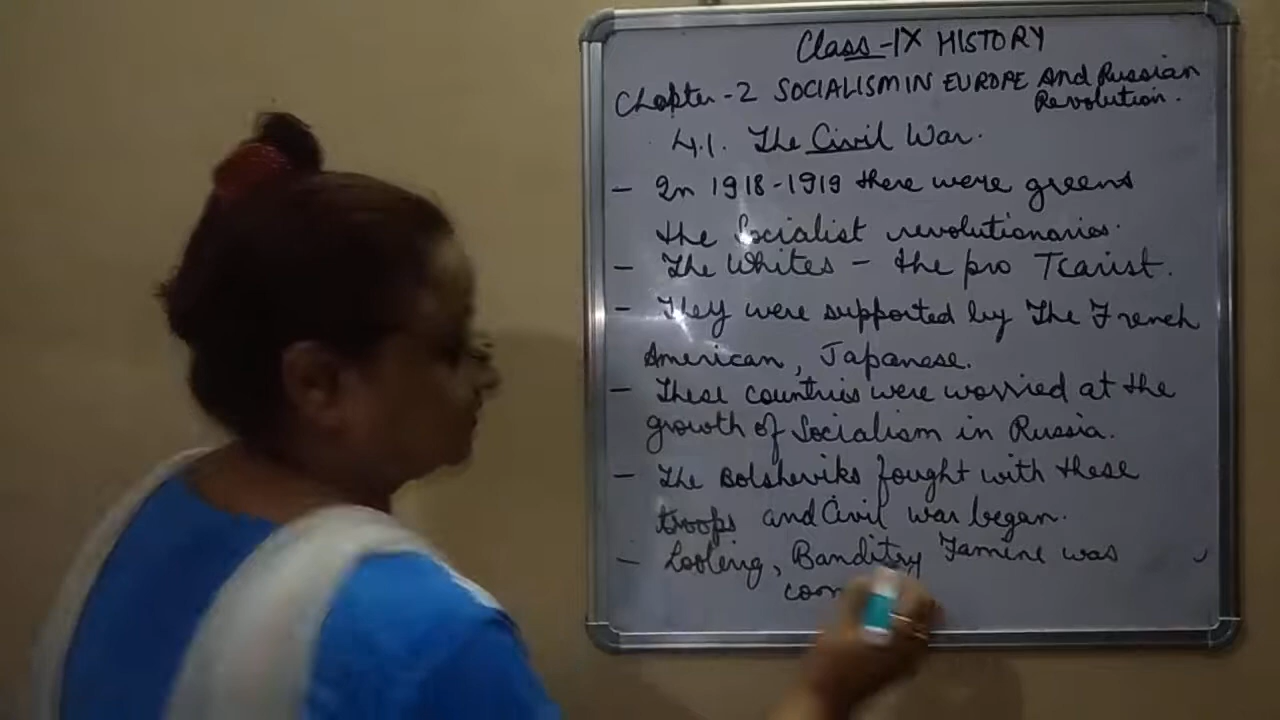 Class-IX HISTORY
Chapter-2 SOCIALISM IN EUROPE And Russian
Revolution.
4.1. The Civil War.
- In 1918-1919 there were greens
the Socialist revolutionaries.
- The Whites - the pro Tcarist.
- They were supported by The French
American, Japanese.
- These countries were worried at the
growth of Socialism in Russia.
- The Bolsheviks fought with these
troops and Civil war began.
- Looting, Banditry Famine was
com